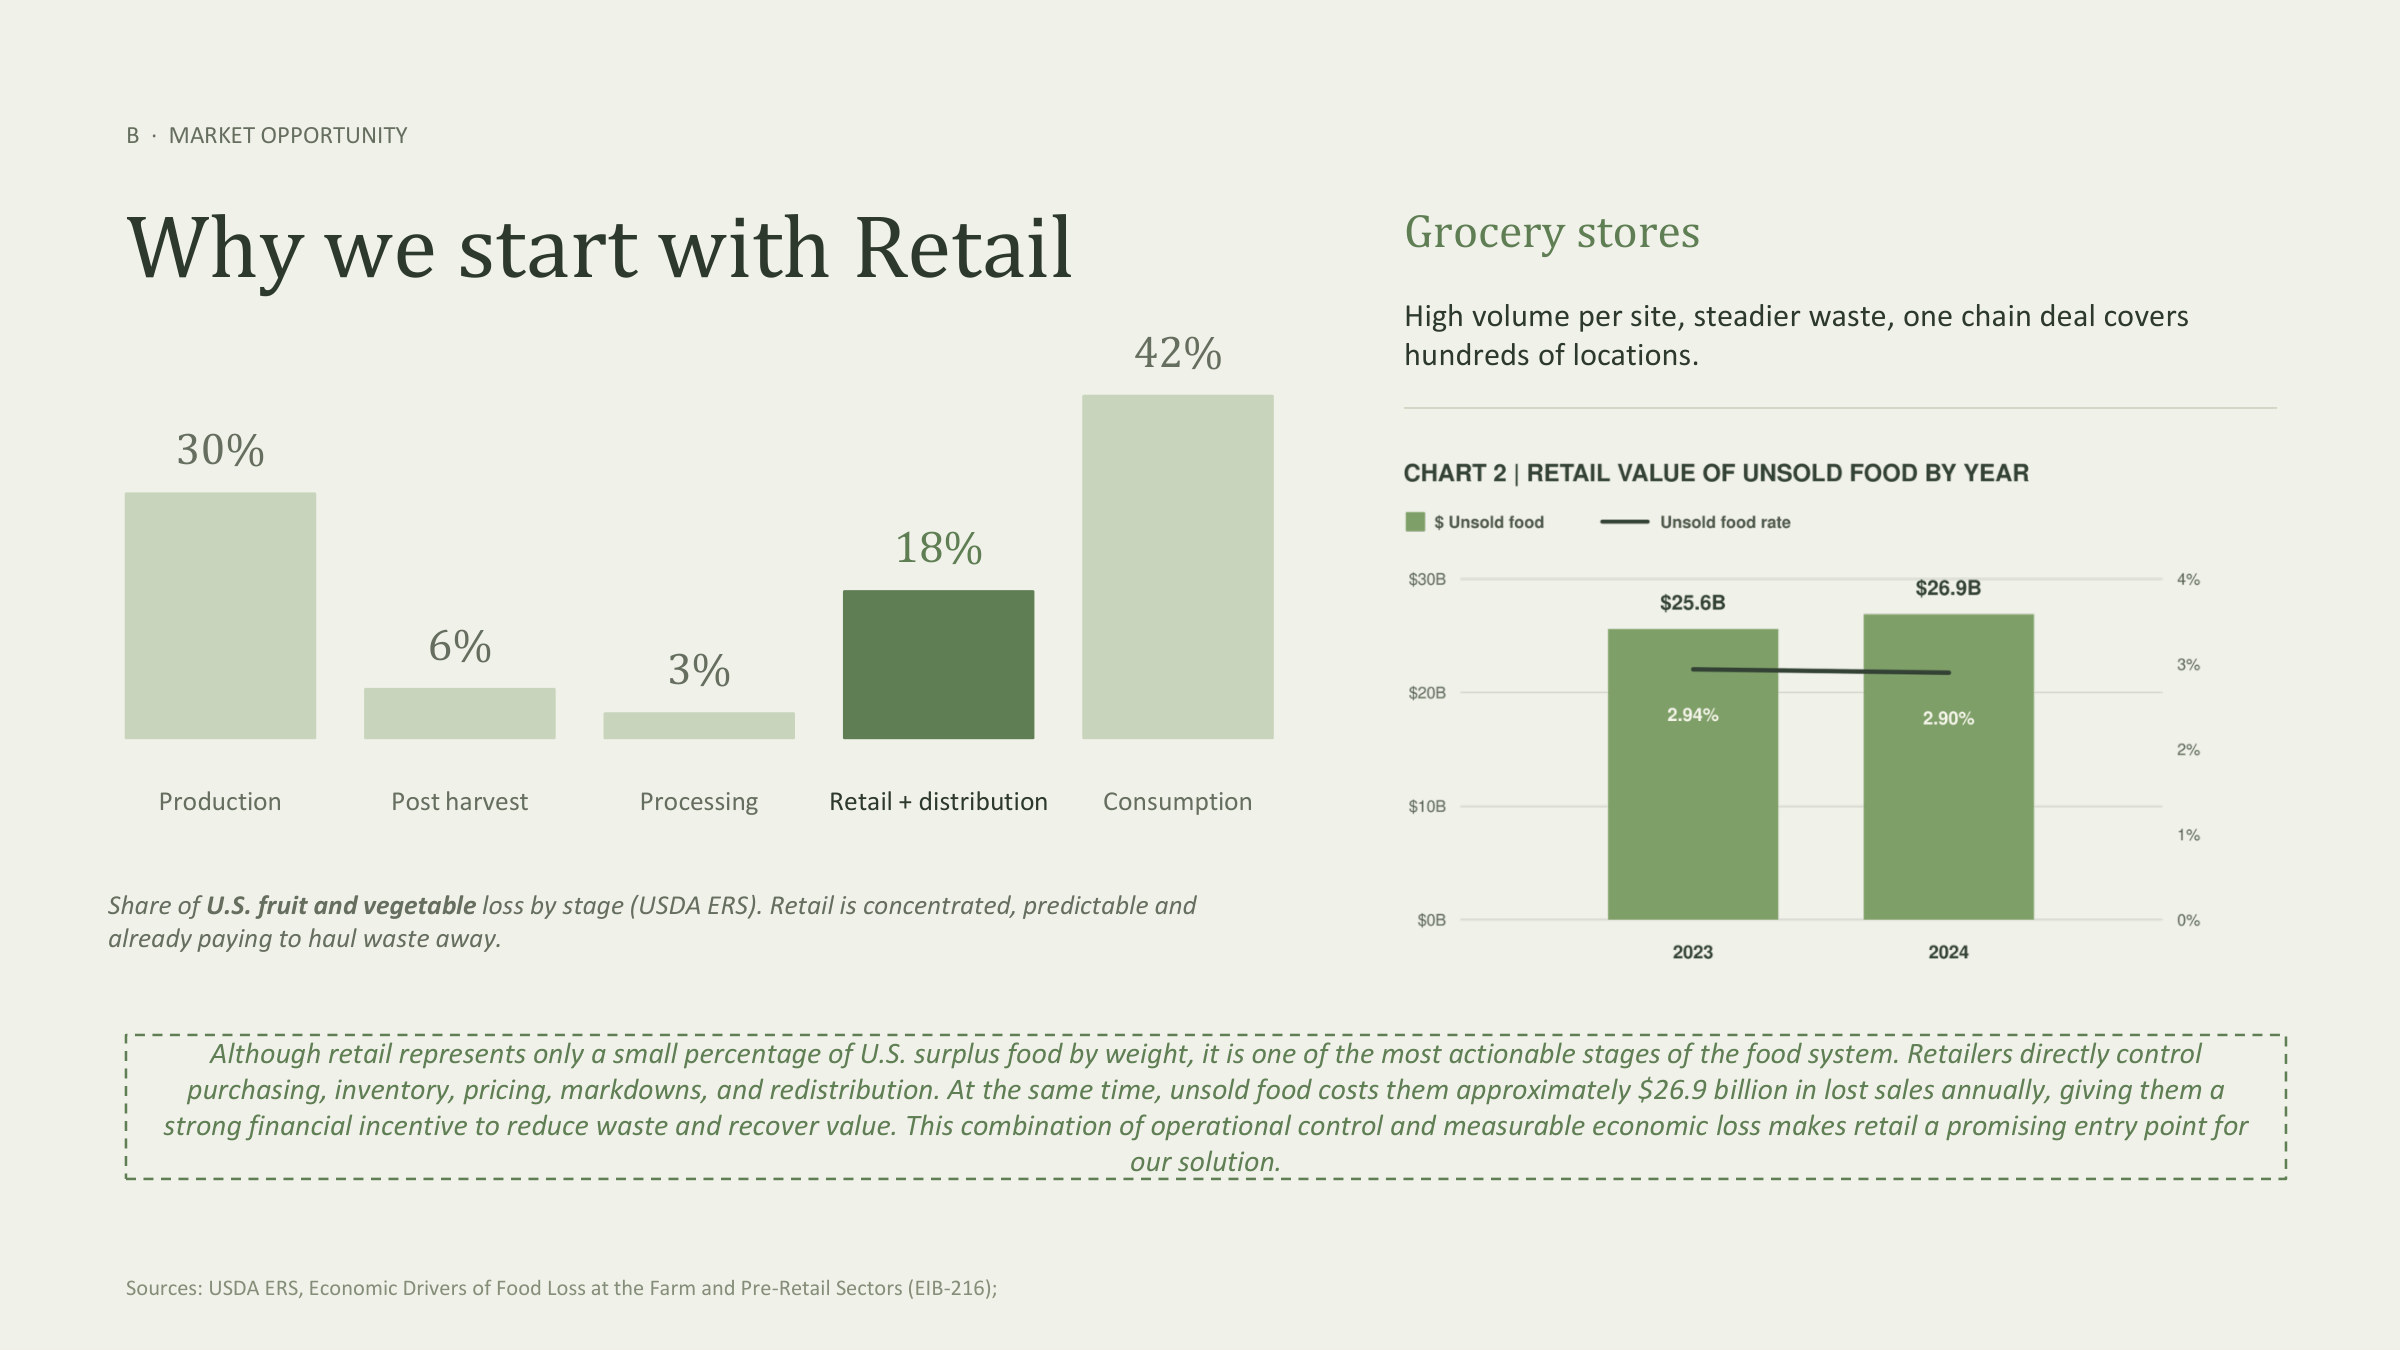 B · MARKET OPPORTUNITY
Why we start with Retail
30%
6%
3%
18%
42%
Production
Post harvest
Processing
Retail + distribution
Consumption
Share of U.S. fruit and vegetable loss by stage (USDA ERS). Retail is concentrated, predictable and
already paying to haul waste away.
Grocery stores
High volume per site, steadier waste, one chain deal covers
hundreds of locations.
CHART 2 | RETAIL VALUE OF UNSOLD FOOD BY YEAR
$ Unsold food
Unsold food rate
$30B
$20B
$10B
$0B
$25.6B
$26.9B
2.94%
2.90%
4%
3%
2%
1%
0%
2023
2024
Although retail represents only a small percentage of U.S. surplus food by weight, it is one of the most actionable stages of the food system. Retailers directly control
purchasing, inventory, pricing, markdowns, and redistribution. At the same time, unsold food costs them approximately $26.9 billion in lost sales annually, giving them a
strong financial incentive to reduce waste and recover value. This combination of operational control and measurable economic loss makes retail a promising entry point for
our solution.
Sources: USDA ERS, Economic Drivers of Food Loss at the Farm and Pre-Retail Sectors (EIB-216);